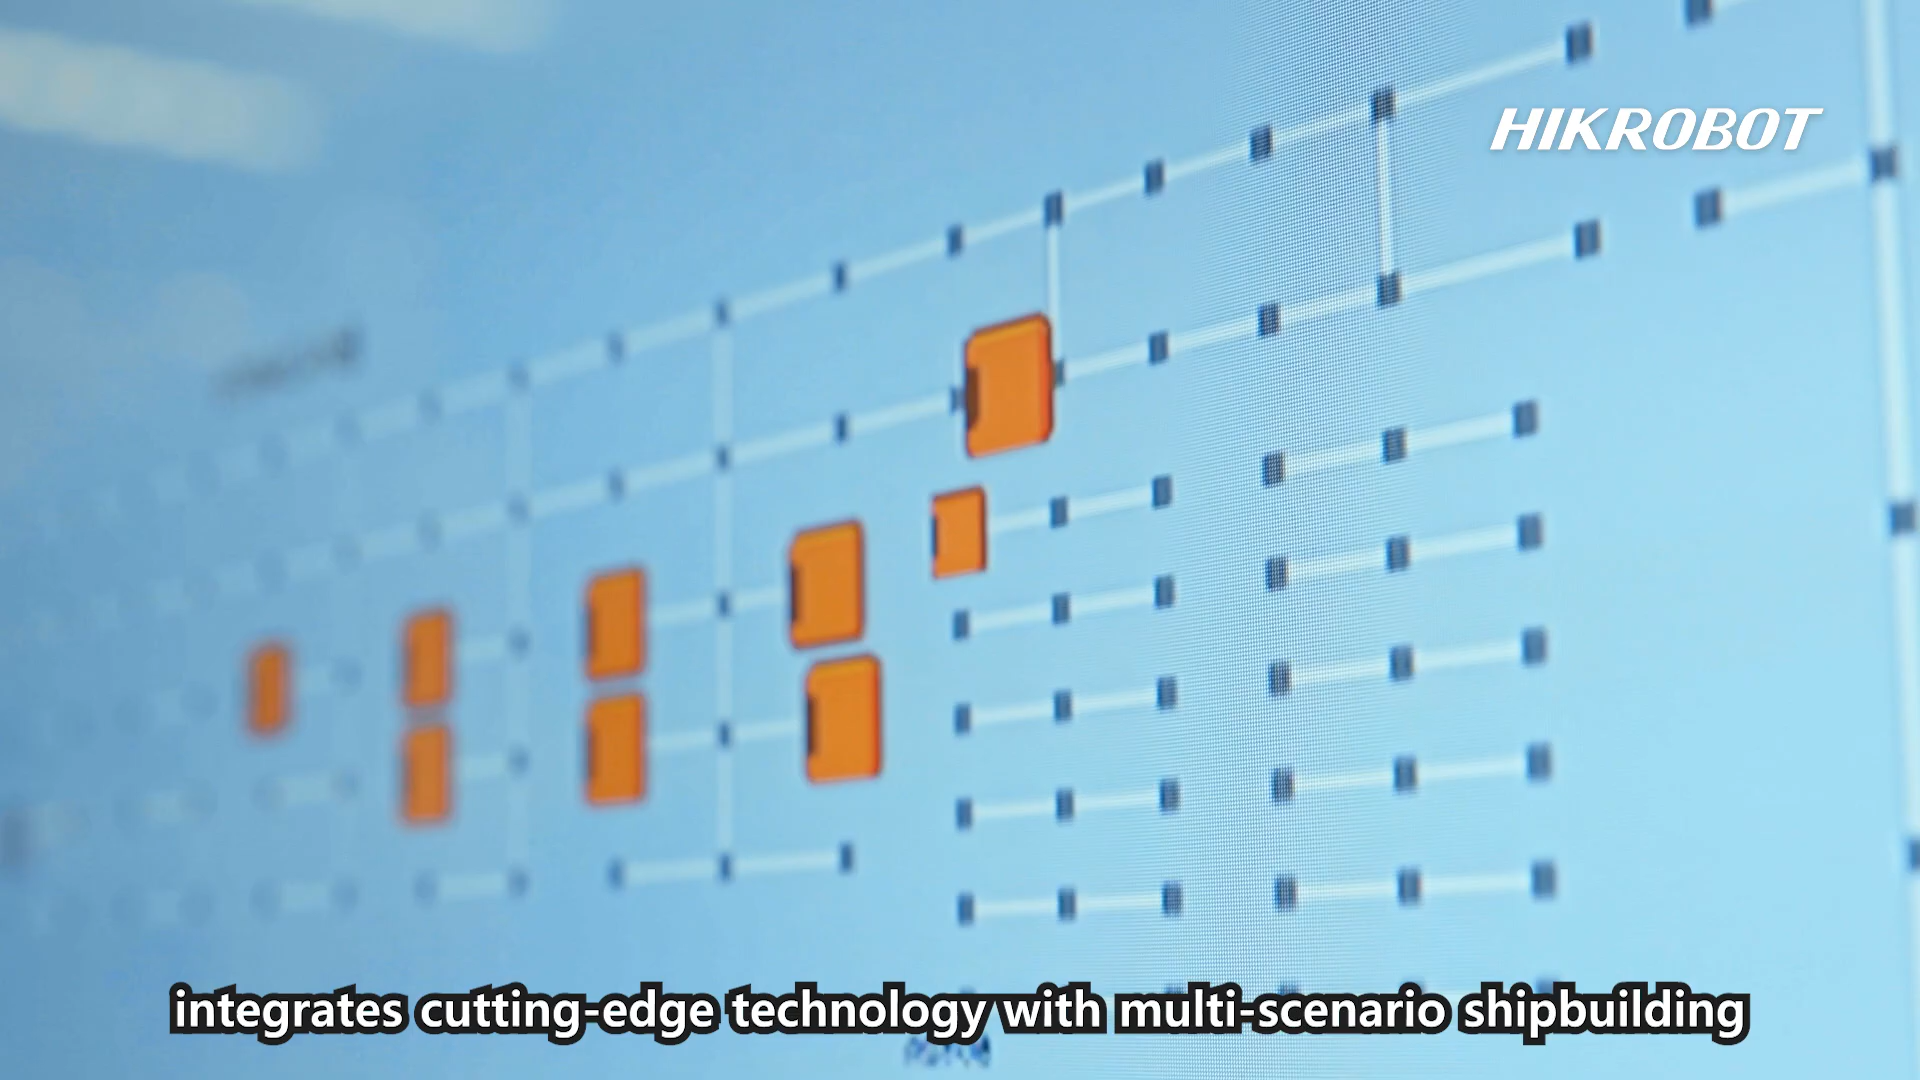 HIKROBOT
integrates cutting-edge technology with multi-scenario shipbuilding